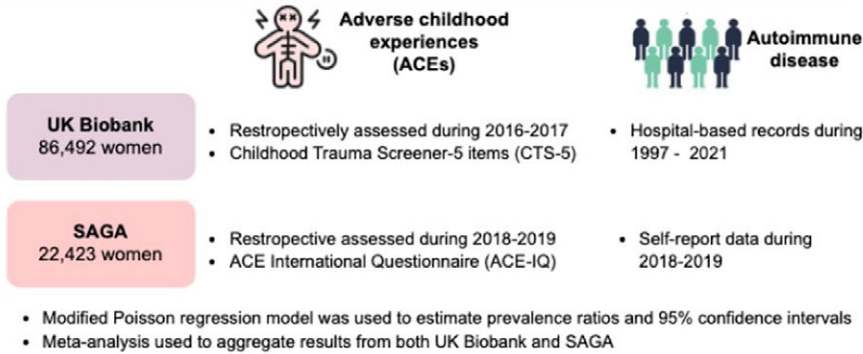 Adverse childhood
experiences
(ACEs)
Autoimmune
disease
UK Biobank
86,492 women
• Restropectively assessed during 2016-2017
• Childhood Trauma Screener-5 items (CTS-5)
• Hospital-based records during
1997 - 2021
SAGA
22,423 women
• Restropective assessed during 2018-2019
• ACE International Questionnaire (ACE-IQ)
• Self-report data during
2018-2019
• Modified Poisson regression model was used to estimate prevalence ratios and 95% confidence intervals
• Meta-analysis used to aggregate results from both UK Biobank and SAGA